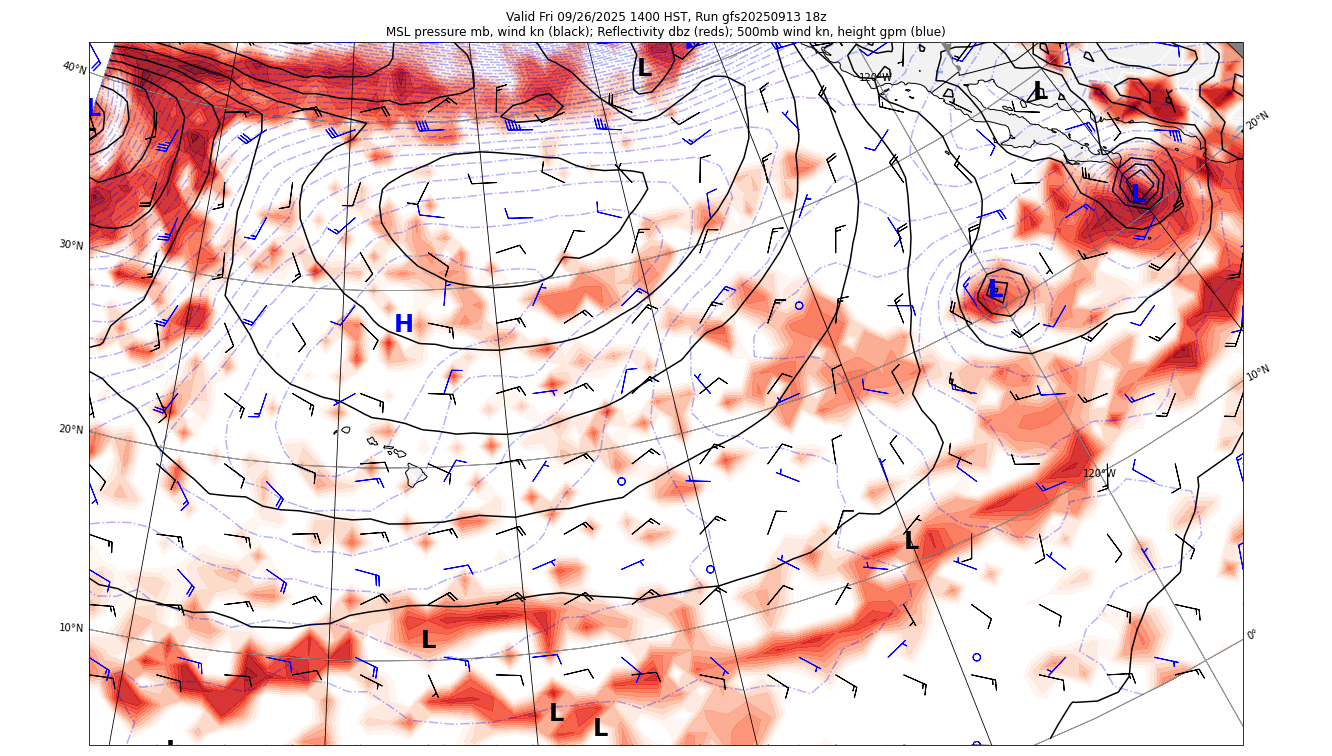 Valid Fri 09/26/2025 1400 HST, Run gfs20250913 18z
MSL pressure mb, wind kn (black); Reflectivity dbz (reds); 500mb wind kn, height gpm (blue)
40°N
L
120°W
L
L
20°N
L
30°N
L
H
10°N
20°N
120°W
L
10°N
L
0°
L
L
L